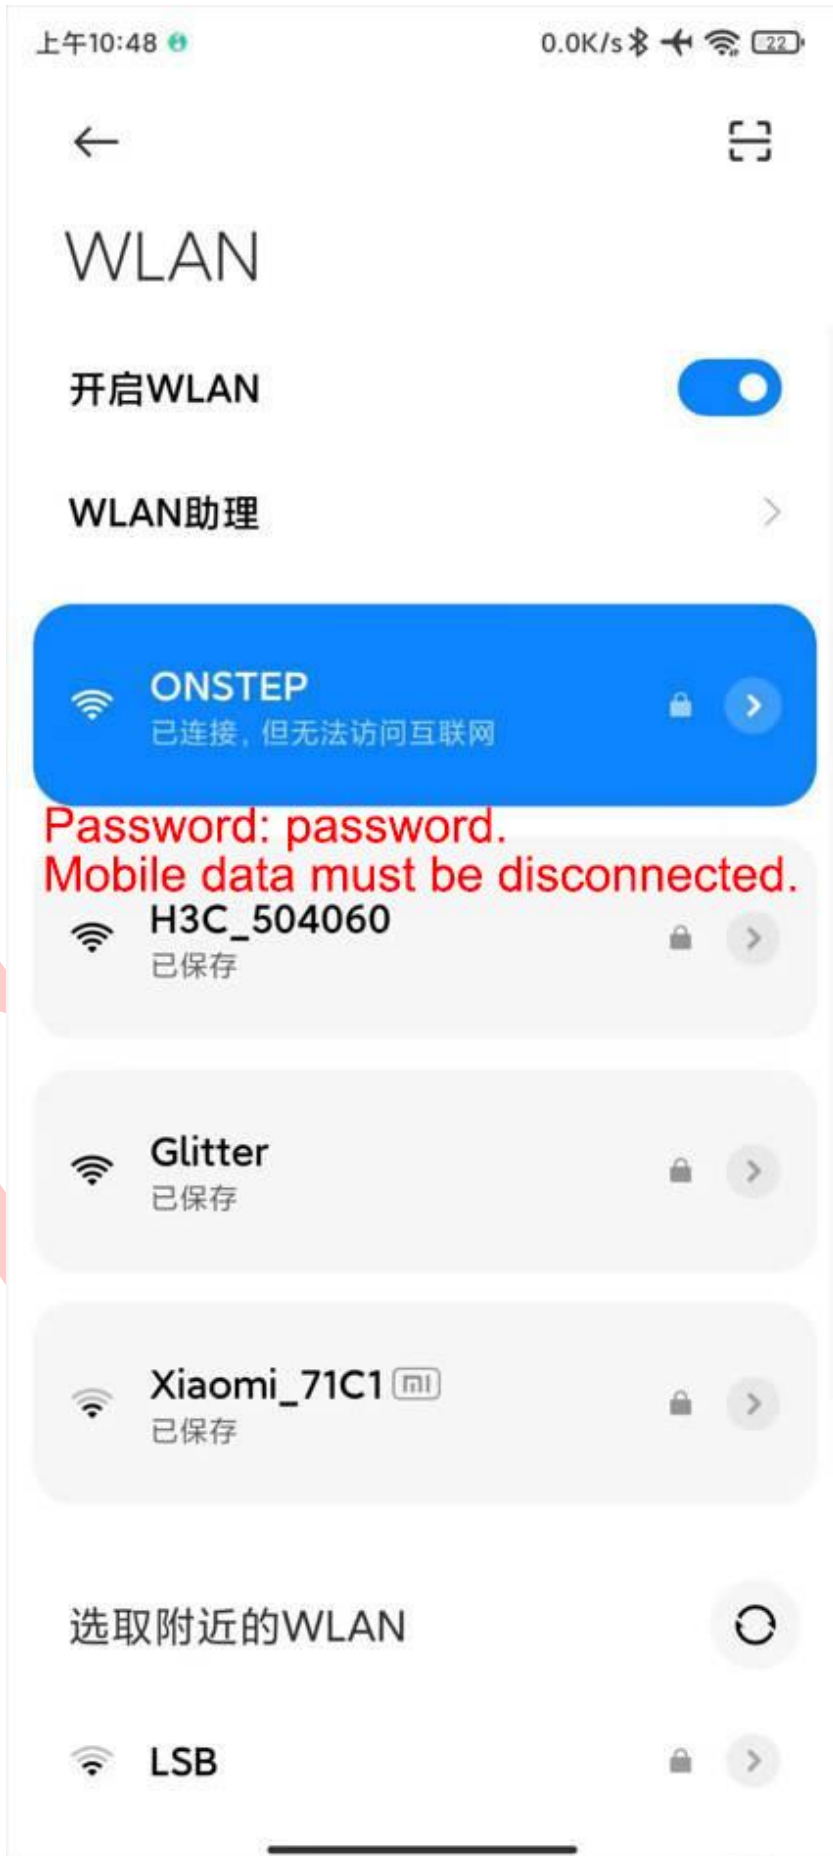 上午10:48
0.0K/s 22
WLAN
开启WLAN
WLAN助理
ONSTEP
已连接，但无法访问互联网
Password: password.
Mobile data must be disconnected.
H3C_504060
已保存
Glitter
已保存
Xiaomi_71C1 mi
已保存
选取附近的WLAN
LSB